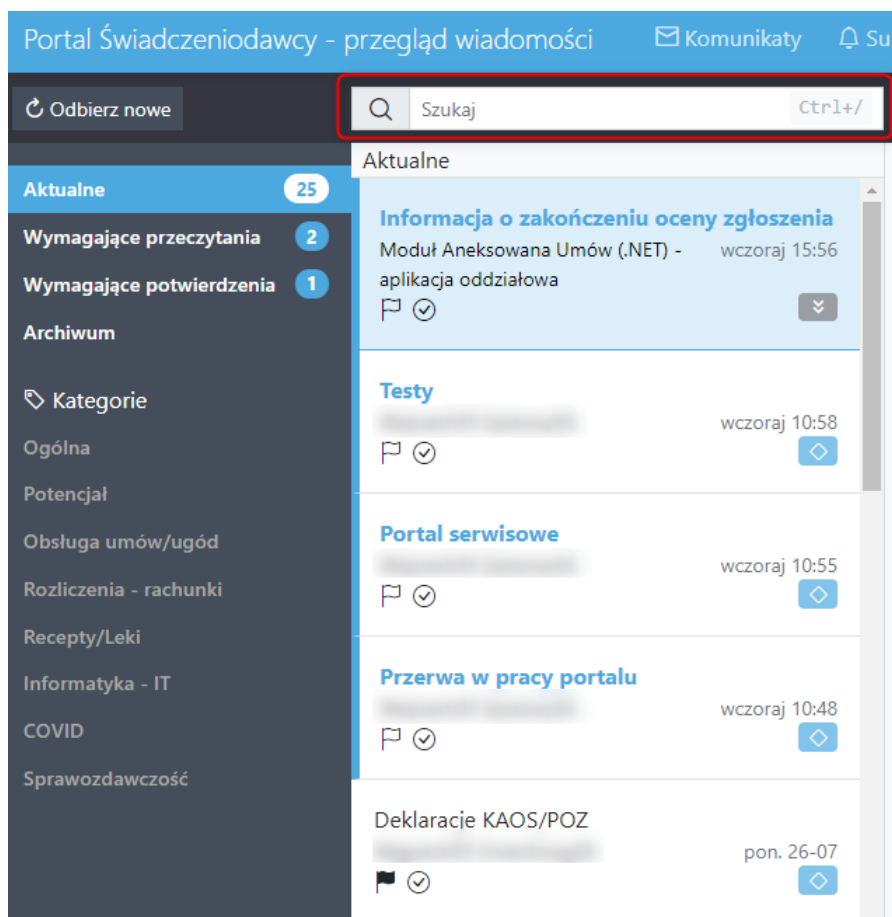 Portal Świadczeniodawcy - przegląd wiadomości
Komunikaty
Su
Odbierz nowe
Szukaj
Ctrl+/
Aktualne 25
Wymagające przeczytania 2
Wymagające potwierdzenia 1
Archiwum
Kategorie
Ogólna
Potencjał
Obsługa umów/ugód
Rozliczenia - rachunki
Recepty/Leki
Informatyka - IT
COVID
Sprawozdawczość
Aktualne
Informacja o zakończeniu oceny zgłoszenia
Moduł Aneksowana Umów (.NET) - wczoraj 15:56
aplikacja oddziałowa
Testy
wczoraj 10:58
Portal serwisowe
wczoraj 10:55
Przerwa w pracy portalu
wczoraj 10:48
Deklaracje KAOS/POZ
pon. 26-07